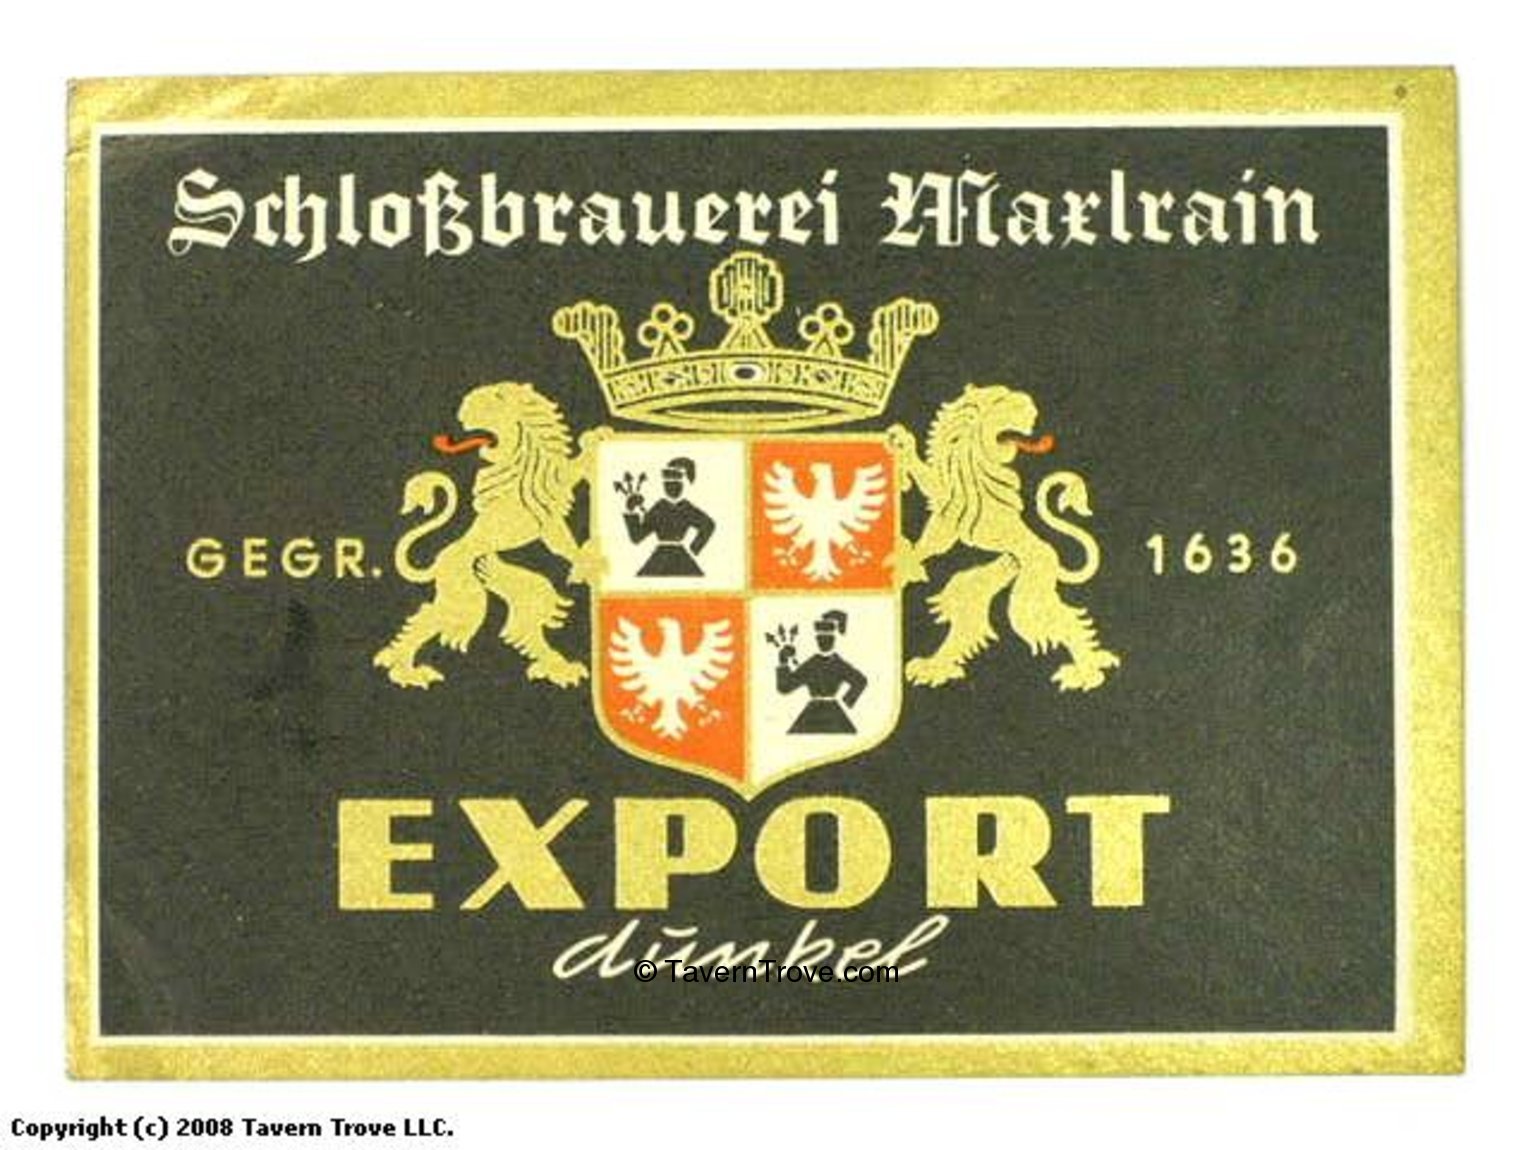 Schloßbrauerei Maxlrain
GEGR. 1636
EXPORT
dunkel
© TavernTrove.com
Copyright (c) 2008 Tavern Trove LLC.